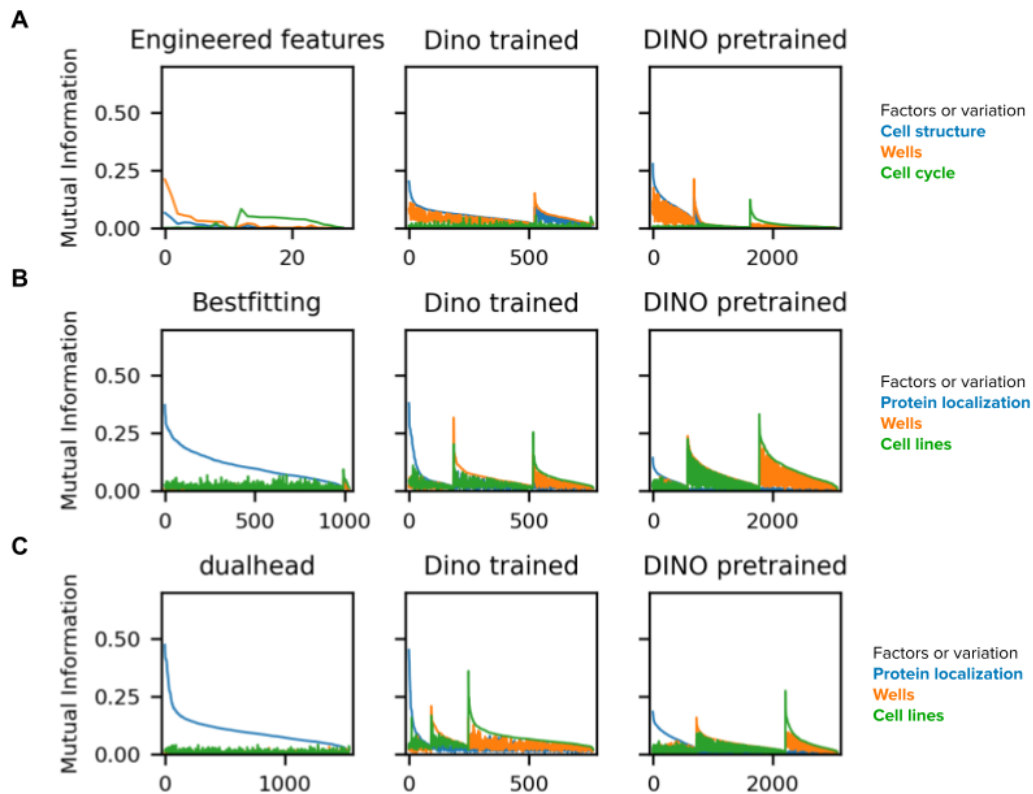 A
Engineered features Dino trained DINO pretrained
Mutual Information
0.50
0.25
0.00
0 20
0 500
0 2000
Factors or variation
Cell structure
Wells
Cell cycle
B
Bestfitting Dino trained DINO pretrained
Mutual Information
0.50
0.25
0.00
0 500 1000
0 500
0 2000
Factors or variation
Protein localization
Wells
Cell lines
C
dualhead Dino trained DINO pretrained
Mutual Information
0.50
0.25
0.00
0 1000
0 500
0 2000
Factors or variation
Protein localization
Wells
Cell lines